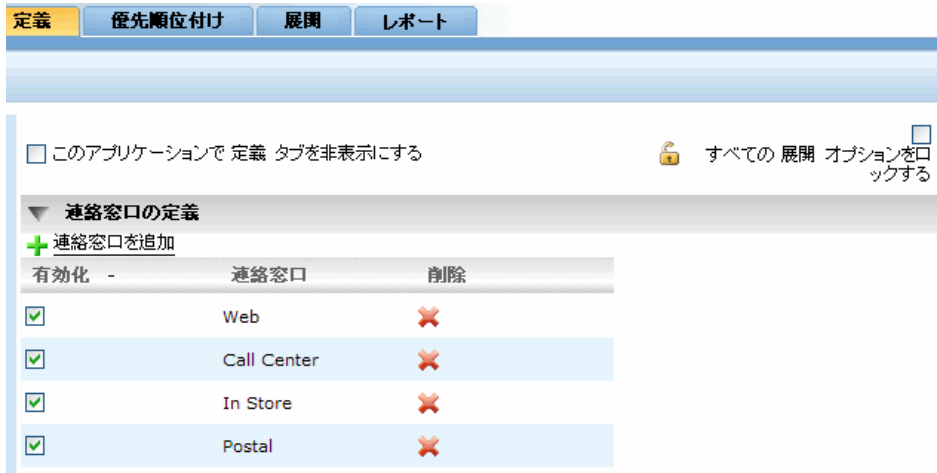 定義 優先順位付け 展開 レポート
このアプリケーションで 定義 タブを非表示にする
すべての 展開 オプションをロ
ックする
連絡窓口の定義
連絡窓口を追加
有効化 - 連絡窓口 削除
Web
Call Center
In Store
Postal